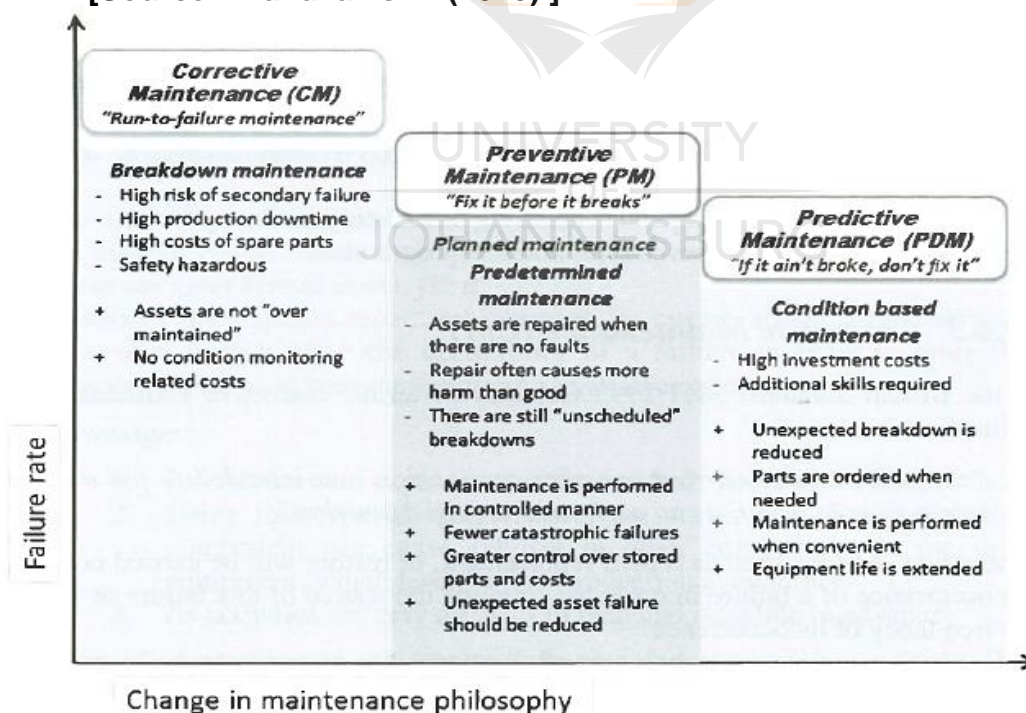 Corrective
Maintenance (CM)
"Run-to-failure maintenance"
Breakdown maintenance
- High risk of secondary failure
- High production downtime
- High costs of spare parts
- Safety hazardous
+ Assets are not "over
maintained"
+ No condition monitoring
related costs
UNIVERSITY
OF
JOHANNESBURG
Preventive
Maintenance (PM)
"Fix it before it breaks"
Planned maintenance
Predetermined
maintenance
- Assets are repaired when
there are no faults
- Repair often causes more
harm than good
- There are still "unscheduled"
breakdowns
+ Maintenance is performed
in controlled manner
+ Fewer catastrophic failures
+ Greater control over stored
parts and costs
+ Unexpected asset failure
should be reduced
Predictive
Maintenance (PDM)
"If it ain't broke, don't fix it"
Condition based
maintenance
- High investment costs
- Additional skills required
+ Unexpected breakdown is
reduced
+ Parts are ordered when
needed
+ Maintenance is performed
when convenient
+ Equipment life is extended
Failure rate
Change in maintenance philosophy